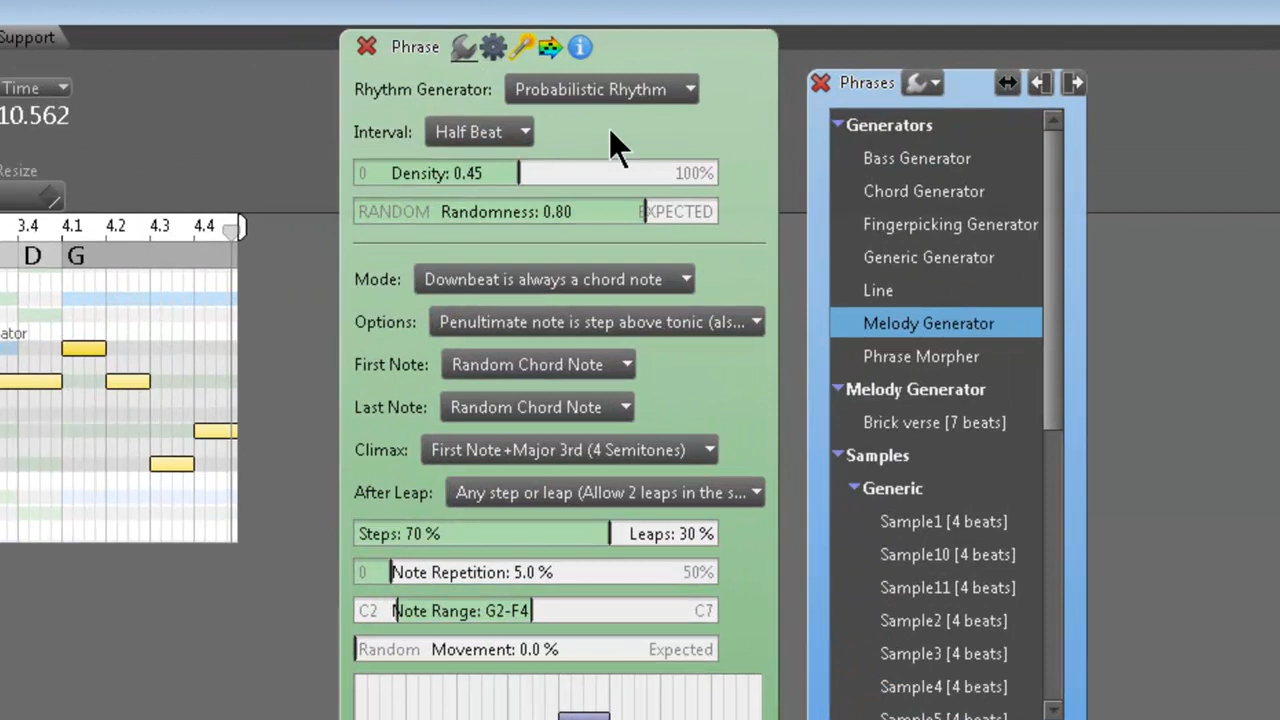 Support
Time
10.562
Resize
3.4 4.1 4.2 4.3 4.4
D G
ator
Phrase
Rhythm Generator: Probabilistic Rhythm
Interval: Half Beat
0 Density: 0.45 100%
RANDOM Randomness: 0.80 EXPECTED
Mode: Downbeat is always a chord note
Options: Penultimate note is step above tonic (als...
First Note: Random Chord Note
Last Note: Random Chord Note
Climax: First Note+Major 3rd (4 Semitones)
After Leap: Any step or leap (Allow 2 leaps in the s...
Steps: 70 % Leaps: 30 %
0 Note Repetition: 5.0 % 50%
C2 Note Range: G2-F4 C7
Random Movement: 0.0 % Expected
Phrases
Generators
Bass Generator
Chord Generator
Fingerpicking Generator
Generic Generator
Line
Melody Generator
Phrase Morpher
Melody Generator
Brick verse [7 beats]
Samples
Generic
Sample1 [4 beats]
Sample10 [4 beats]
Sample11 [4 beats]
Sample2 [4 beats]
Sample3 [4 beats]
Sample4 [4 beats]
Sample5 [4 beats]